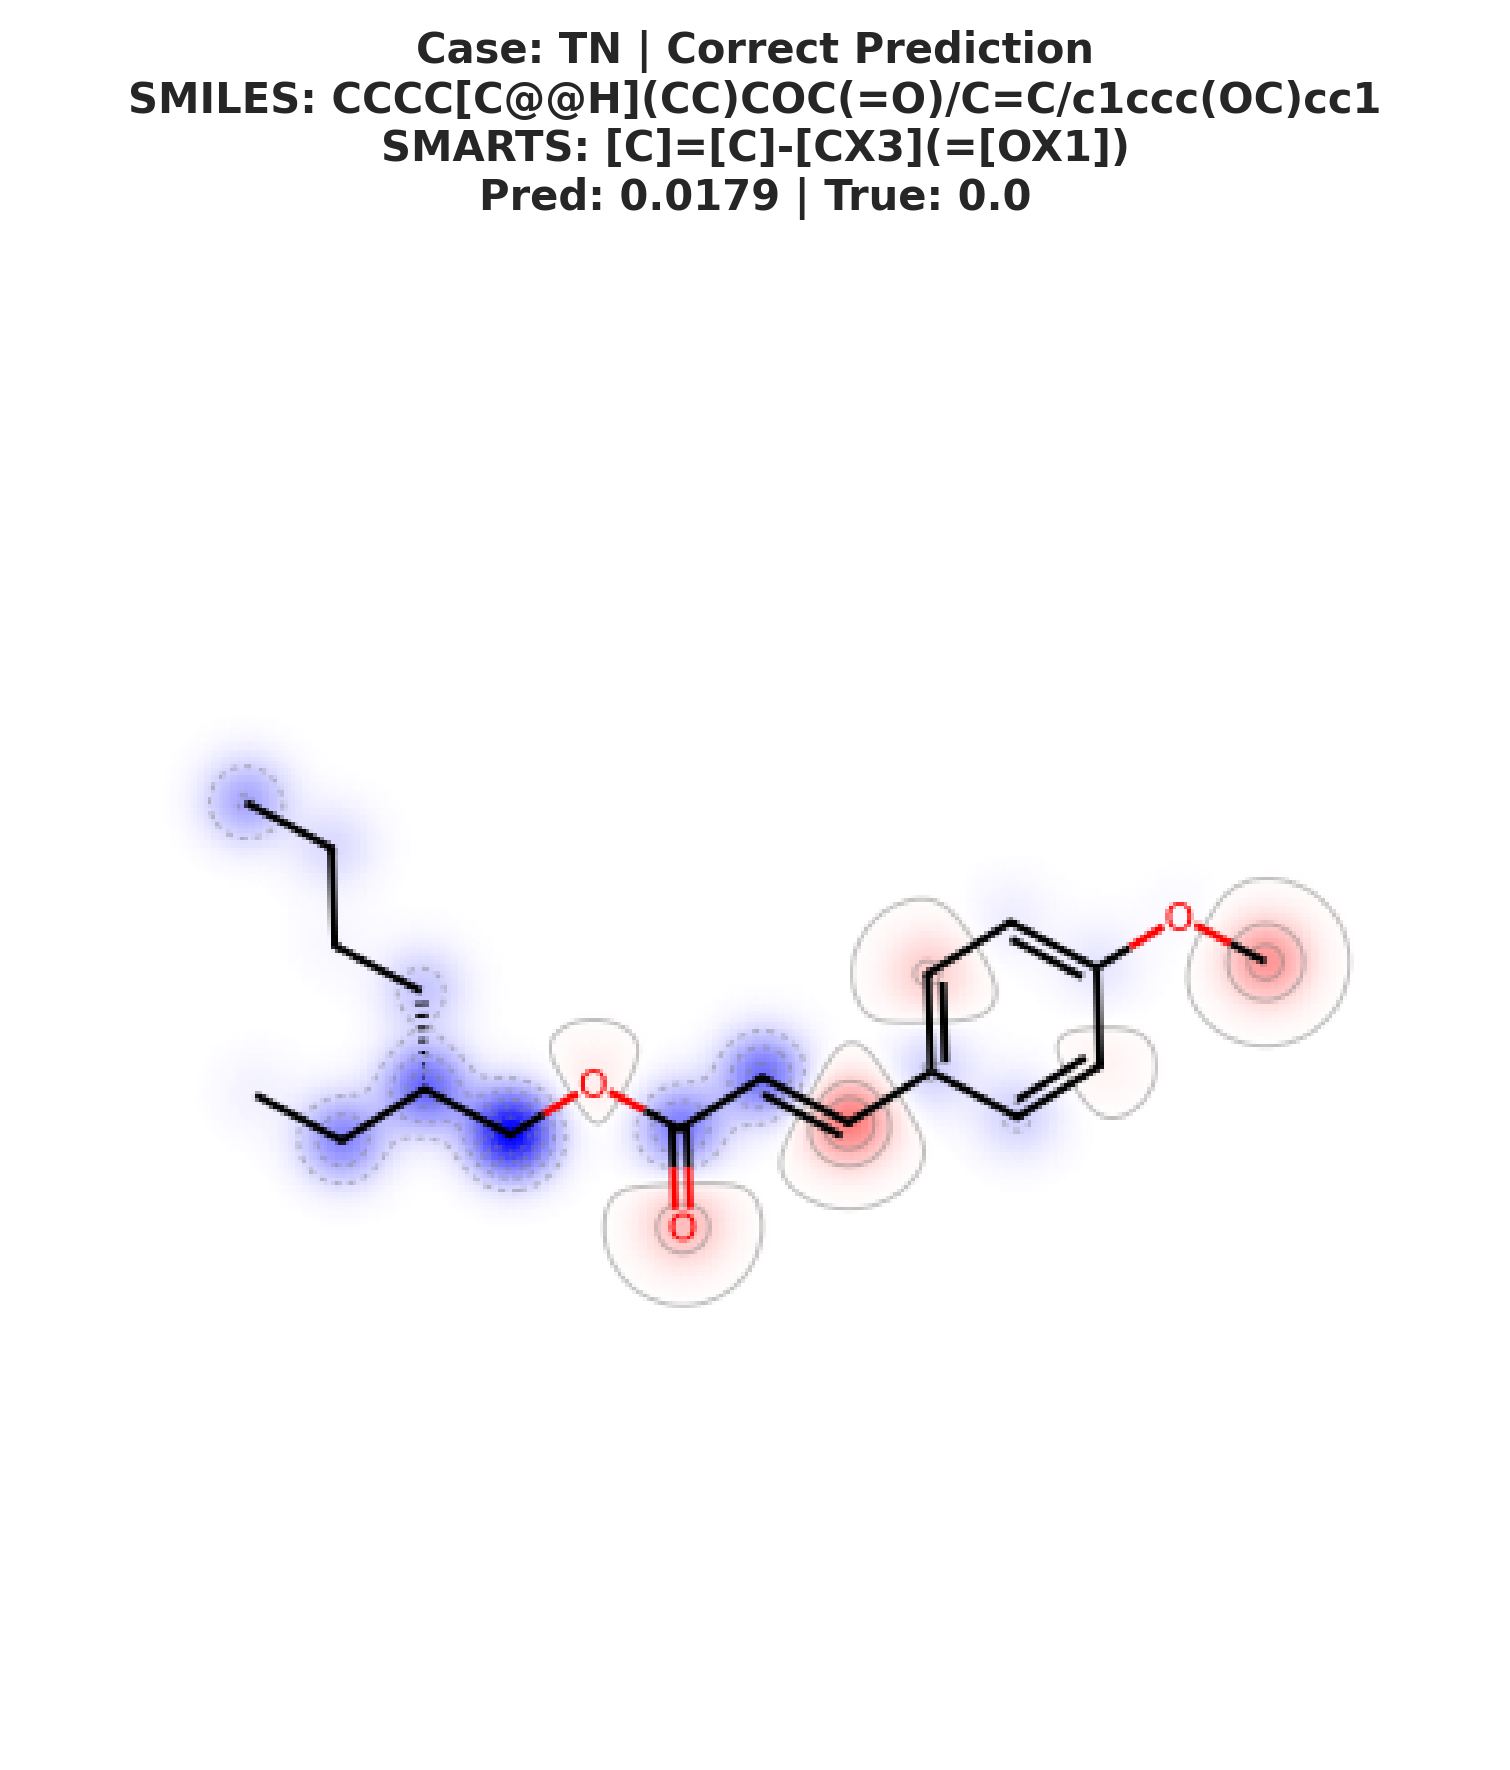 Case: TN | Correct Prediction
SMILES: CCCC[C@@H](CC)COC(=O)/C=C/c1ccc(OC)cc1
SMARTS: [C]=[C]-[CX3](=[OX1])
Pred: 0.0179 | True: 0.0
O
O
O